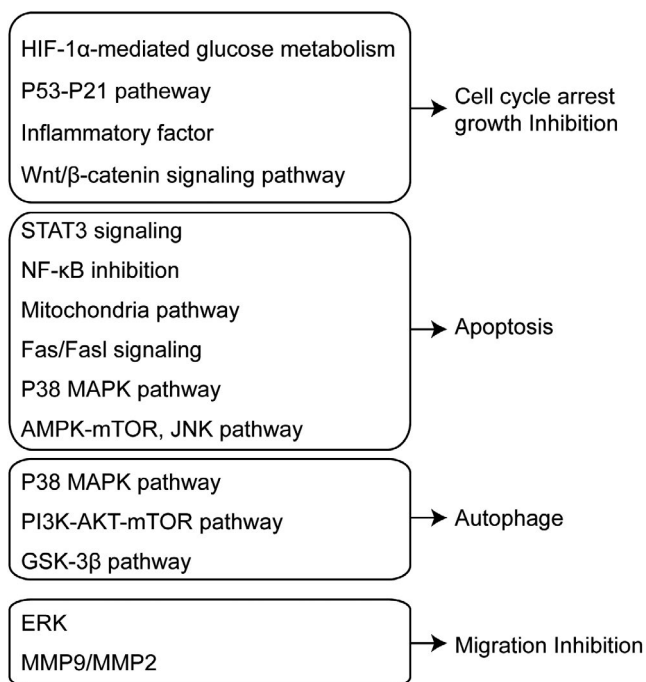 HIF-1α-mediated glucose metabolism
P53-P21 patheway
Inflammatory factor
Wnt/β-catenin signaling pathway
Cell cycle arrest
growth Inhibition
STAT3 signaling
NF-κB inhibition
Mitochondria pathway
Fas/Fasl signaling
P38 MAPK pathway
AMPK-mTOR, JNK pathway
Apoptosis
P38 MAPK pathway
PI3K-AKT-mTOR pathway
GSK-3β pathway
Autophage
ERK
MMP9/MMP2
Migration Inhibition